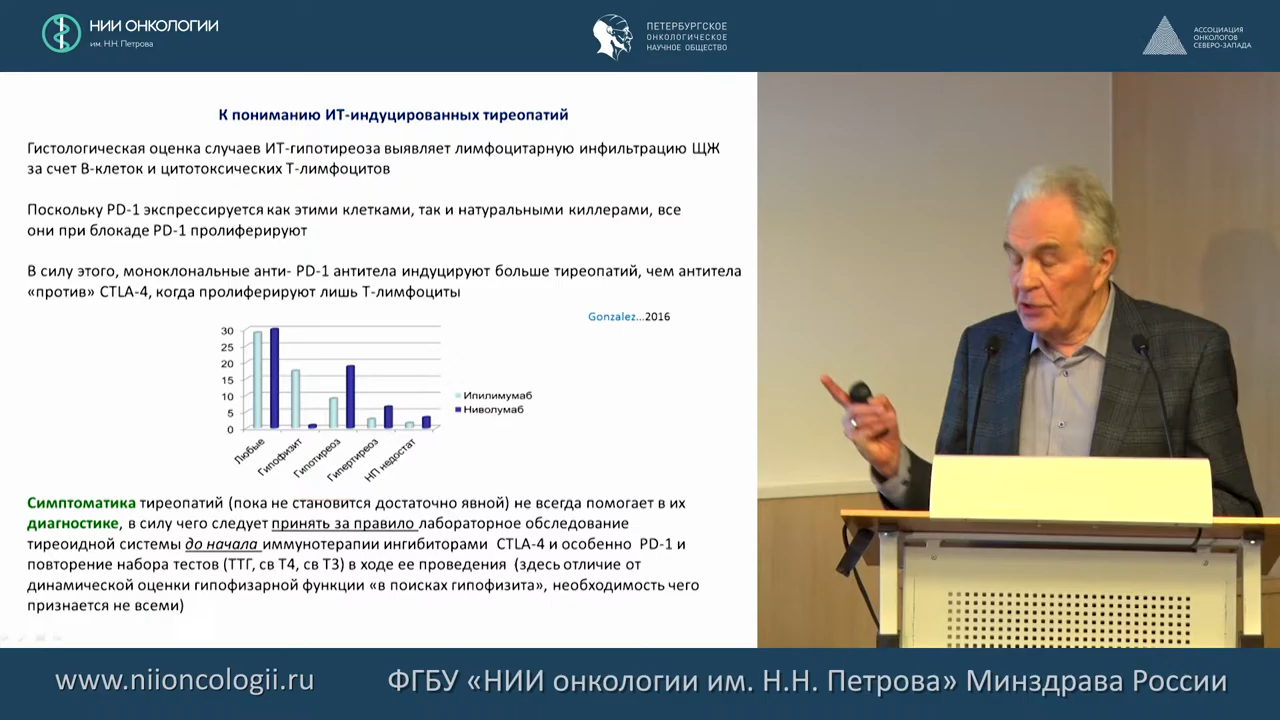 НИИ ОНКОЛОГИИ
им. Н.Н. Петрова
ПЕТЕРБУРГСКОЕ
ОНКОЛОГИЧЕСКОЕ
НАУЧНОЕ ОБЩЕСТВО
АССОЦИАЦИЯ
ОНКОЛОГОВ
СЕВЕРО-ЗАПАДА
К пониманию ИТ-индуцированных тиреопатий
Гистологическая оценка случаев ИТ-гипотиреоза выявляет лимфоцитарную инфильтрацию ЩЖ
за счет В-клеток и цитотоксических Т-лимфоцитов
Поскольку PD-1 экспрессируется как этими клетками, так и натуральными киллерами, все
они при блокаде PD-1 пролиферируют
В силу этого, моноклональные анти- PD-1 антитела индуцируют больше тиреопатий, чем антитела
«против» CTLA-4, когда пролиферируют лишь Т-лимфоциты
Gonzalez...2016
30
25
20
15
10
5
0
Любые
Гипофизит
Гипотиреоз
Гипертиреоз
НП недостат
Ипилимумаб
Ниволумаб
Симптоматика тиреопатий (пока не становится достаточно явной) не всегда помогает в их
диагностике, в силу чего следует принять за правило лабораторное обследование
тиреоидной системы до начала иммунотерапии ингибиторами CTLA-4 и особенно PD-1 и
повторение набора тестов (ТТГ, св Т4, св Т3) в ходе ее проведения (здесь отличие от
динамической оценки гипофизарной функции «в поисках гипофизита», необходимость чего
признается не всеми)
www.niioncologii.ru
ФГБУ «НИИ онкологии им. Н.Н. Петрова» Минздрава России